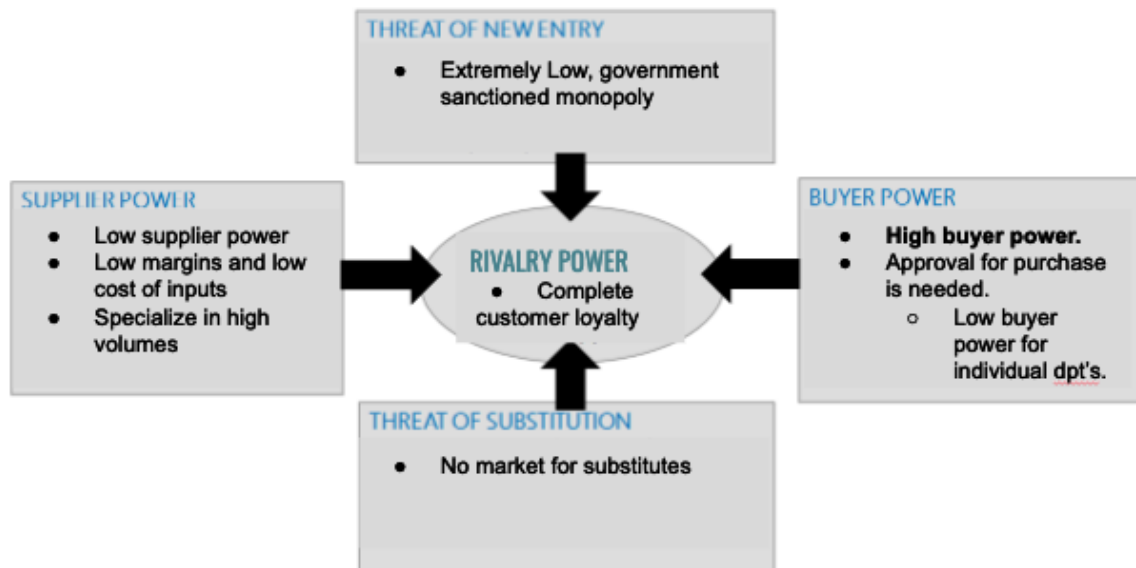 THREAT OF NEW ENTRY
● Extremely Low, government
sanctioned monopoly
SUPPLIER POWER
● Low supplier power
● Low margins and low
cost of inputs
● Specialize in high
volumes
RIVALRY POWER
● Complete
customer loyalty
BUYER POWER
● High buyer power.
● Approval for purchase
is needed.
○ Low buyer
power for
individual dpt's.
THREAT OF SUBSTITUTION
● No market for substitutes